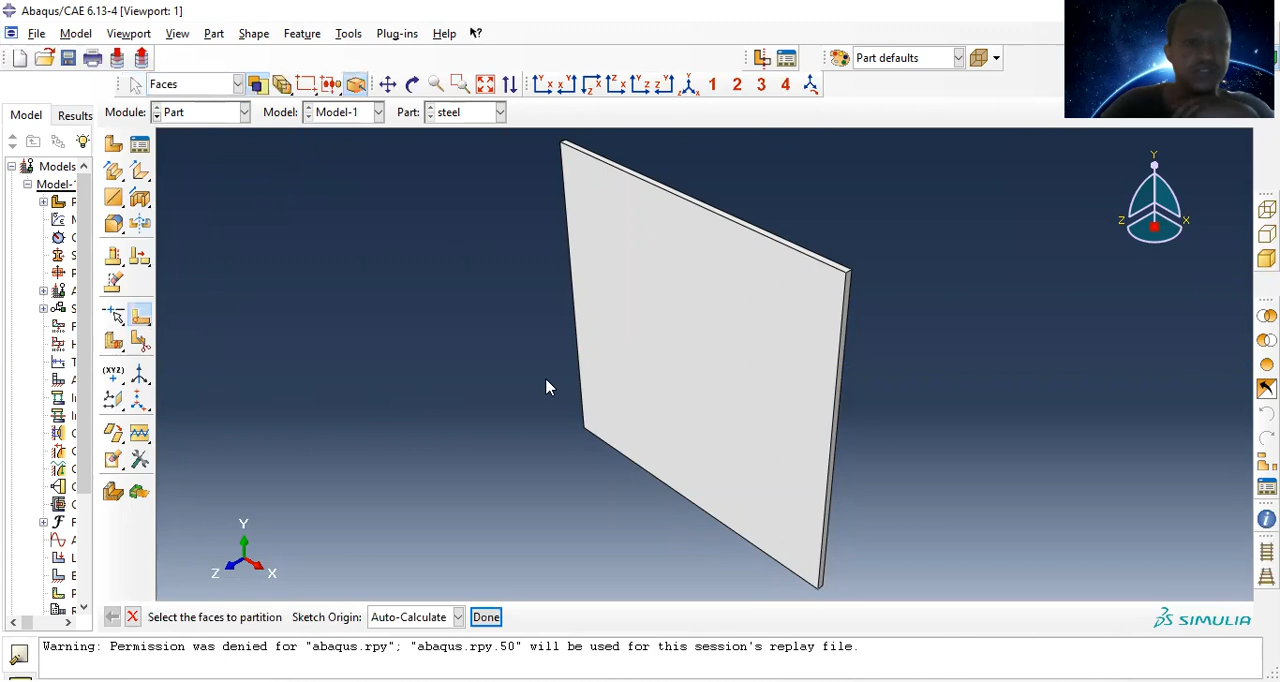 Abaqus/CAE 6.13-4 [Viewport: 1]
File Model Viewport View Part Shape Feature Tools Plug-ins Help
Part defaults
Faces
1 2 3 4
Model Results
Module: Part Model: Model-1 Part: steel
Models
Model-
Y
Z X
Y
Z X
Select the faces to partition Sketch Origin: Auto-Calculate Done
SIMULIA
Warning: Permission was denied for "abaqus.rpy"; "abaqus.rpy.50" will be used for this session's replay file.